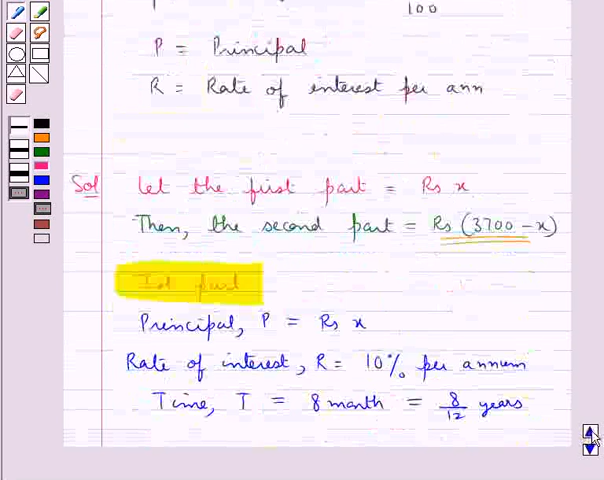 100
P = Principal
R = Rate of interest per ann
Sol Let the first part = Rs x
Then, the second part = Rs (3700 - x)
Ist part
Principal, P = Rs x
Rate of interest, R = 10% per annum
Time, T = 8 month = 8/12 years